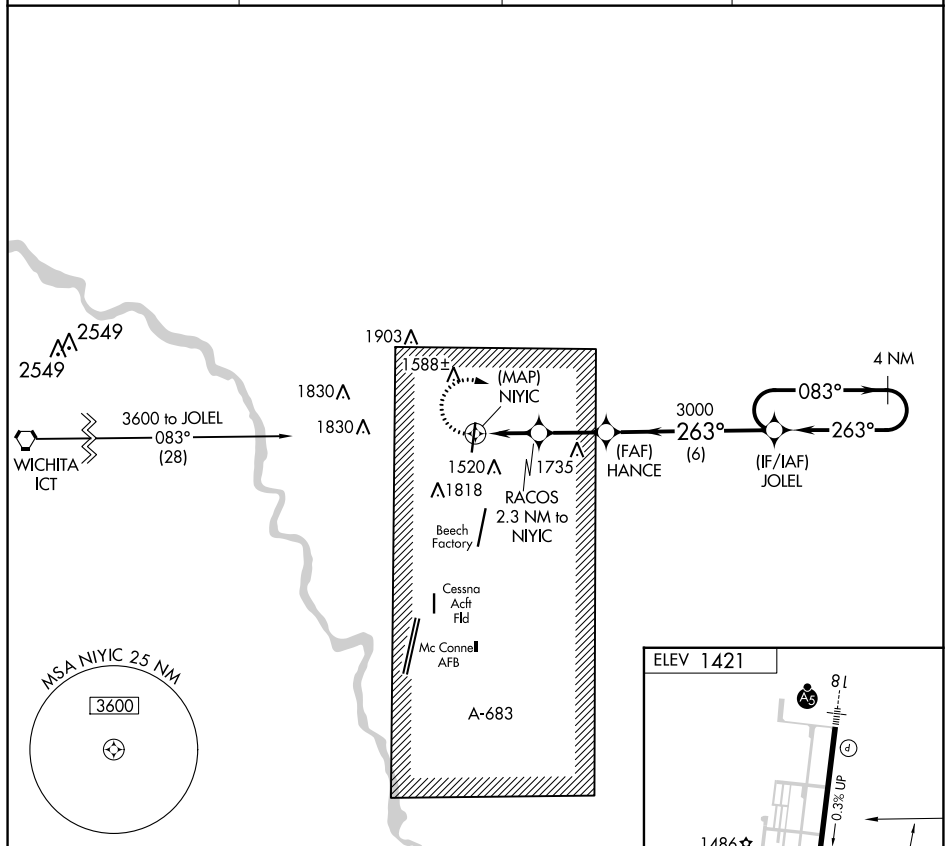 2549
2549
3600 to JOLEL
083°
(28)
WICHITA
ICT
1903
1588±
1830
1830
(MAP)
NIYIC
1520
1735
1818
RACOS
2.3 NM to
NIYIC
(FAF)
HANCE
3000
263°
(6)
4 NM
083°
263°
(IF/IAF)
JOLEL
Beech
Factory
Cessna
Acft
Fld
Mc Connell
AFB
A-683
MSA NIYIC 25 NM
3600
ELEV 1421
18
A5
P
0.3% UP
1486